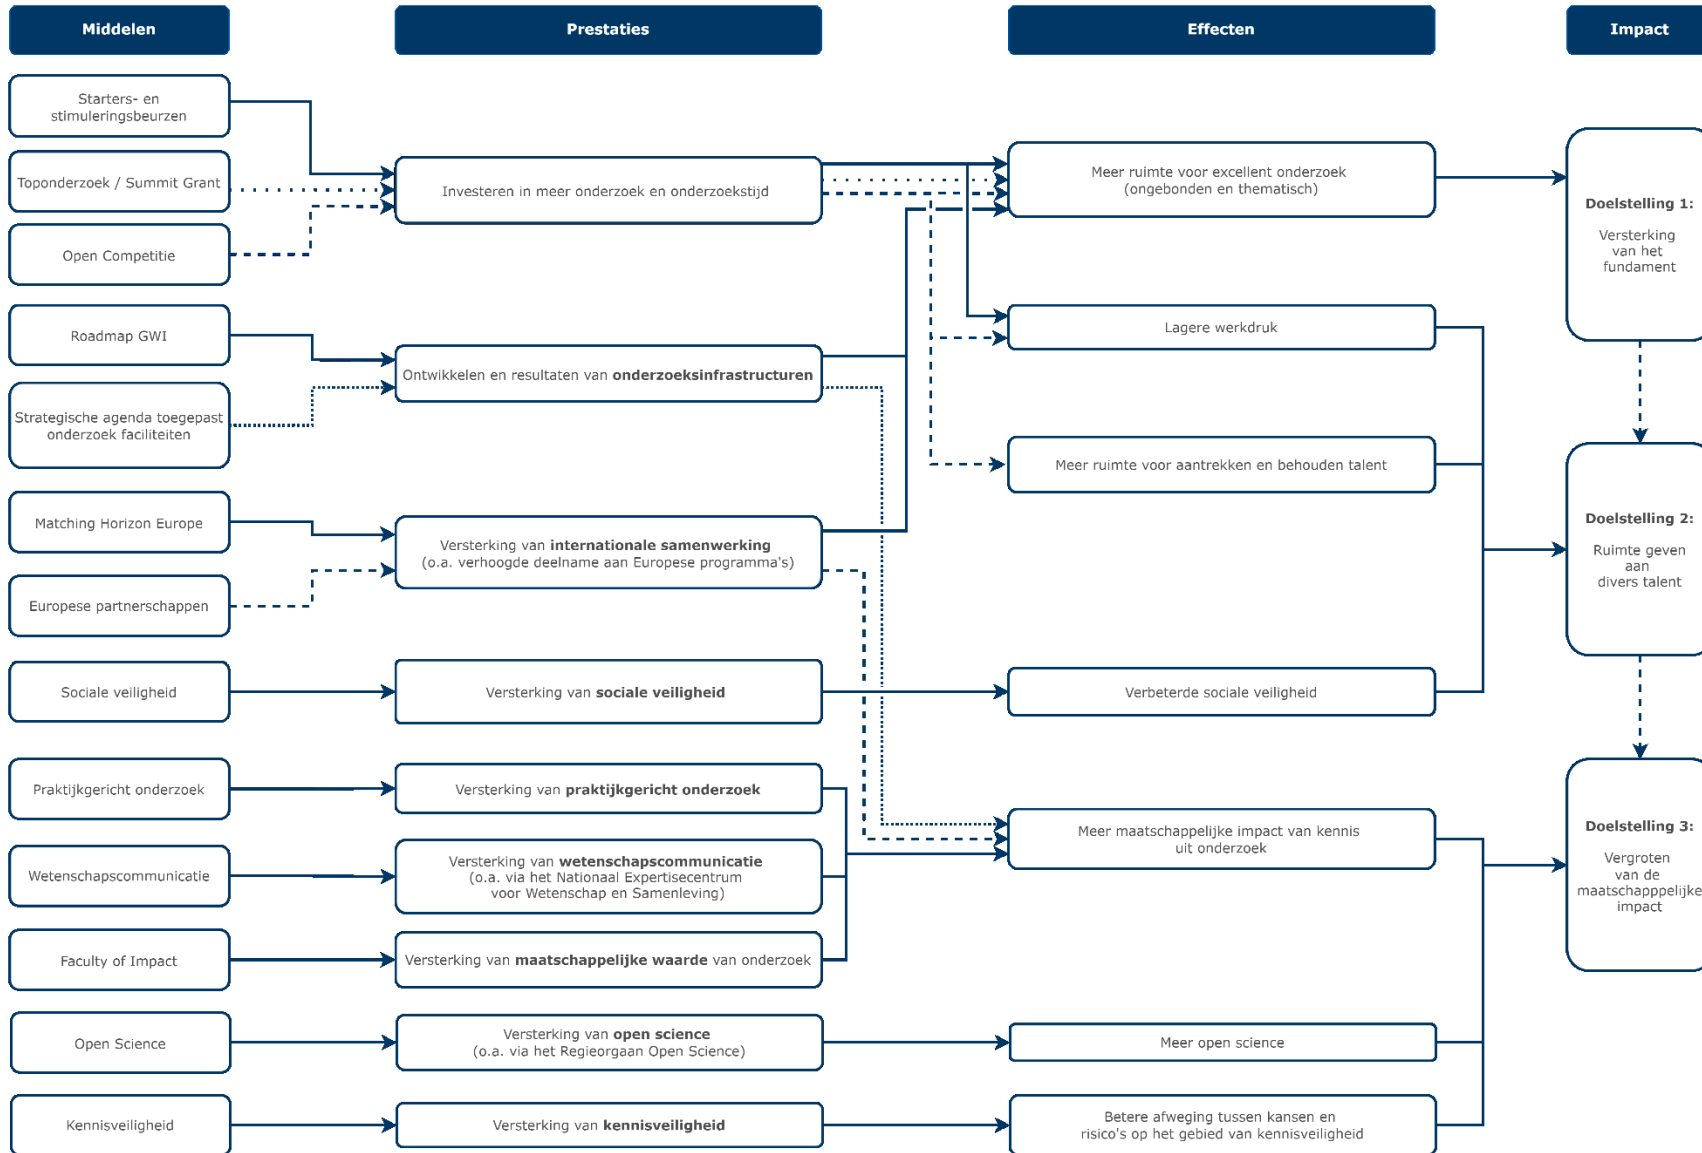 Middelen
Prestaties
Effecten
Impact
Starters- en
stimuleringsbeurzen
Toponderzoek / Summit Grant
Open Competitie
Roadmap GWI
Strategische agenda toegepast
onderzoek faciliteiten
Matching Horizon Europe
Europese partnerschappen
Sociale veiligheid
Praktijkgericht onderzoek
Wetenschapscommunicatie
Faculty of Impact
Open Science
Kennisveiligheid
Investeren in meer onderzoek en onderzoekstijd
Ontwikkelen en resultaten van onderzoeksinfrastructuren
Versterking van internationale samenwerking
(o.a. verhoogde deelname aan Europese programma's)
Versterking van sociale veiligheid
Versterking van praktijkgericht onderzoek
Versterking van wetenschapscommunicatie
(o.a. via het Nationaal Expertisecentrum
voor Wetenschap en Samenleving)
Versterking van maatschappelijke waarde van onderzoek
Versterking van open science
(o.a. via het Regieorgaan Open Science)
Versterking van kennisveiligheid
Meer ruimte voor excellent onderzoek
(ongebonden en thematisch)
Lagere werkdruk
Meer ruimte voor aantrekken en behouden talent
Verbeterde sociale veiligheid
Meer maatschappelijke impact van kennis
uit onderzoek
Meer open science
Betere afweging tussen kansen en
risico's op het gebied van kennisveiligheid
Doelstelling 1:
Versterking
van het
fundament
Doelstelling 2:
Ruimte geven
aan
divers talent
Doelstelling 3:
Vergroten
van de
maatschapppelijke
impact